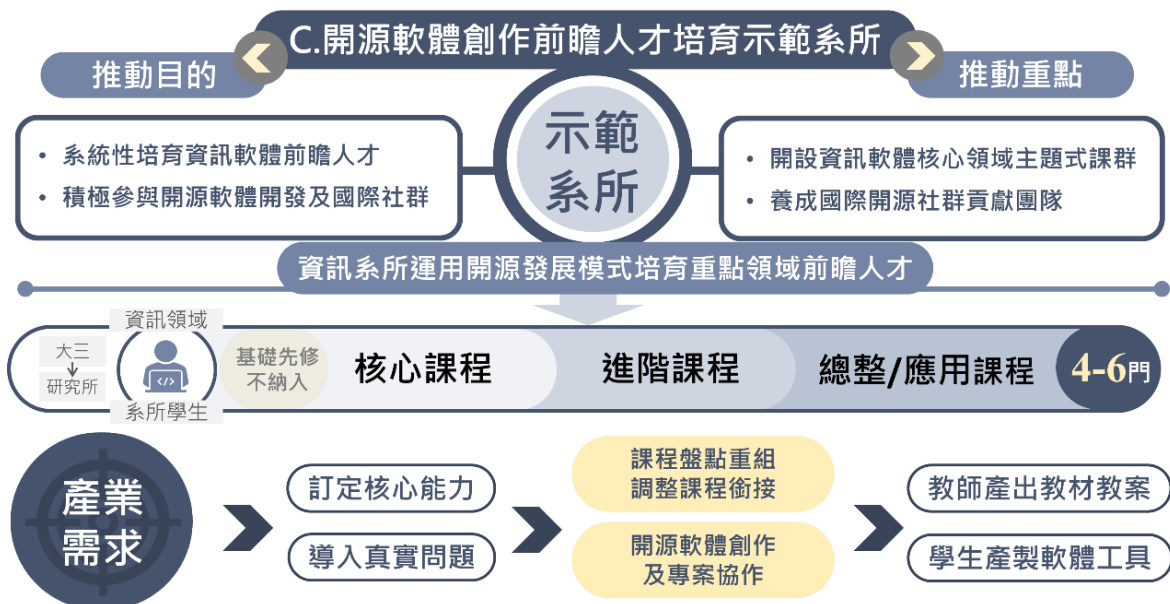 C.開源軟體創作前瞻人才培育示範系所
推動目的
推動重點
• 系統性培育資訊軟體前瞻人才
• 積極參與開源軟體開發及國際社群
示範
系所
• 開設資訊軟體核心領域主題式課群
• 養成國際開源社群貢獻團隊
資訊系所運用開源發展模式培育重點領域前瞻人才
大三
研究所
資訊領域
</>
系所學生
基礎先修
不納入
核心課程
進階課程
總整/應用課程
4-6門
產業
需求
訂定核心能力
導入真實問題
課程盤點重組
調整課程銜接
開源軟體創作
及專案協作
教師產出教材教案
學生產製軟體工具